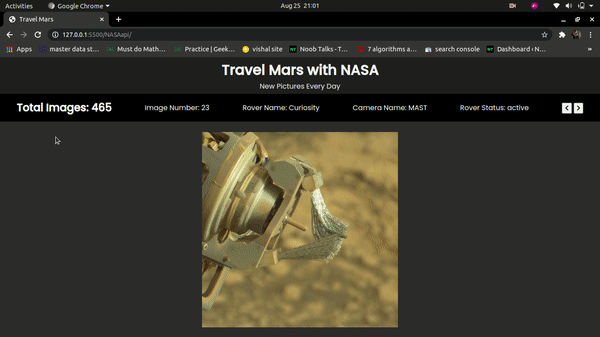 Activities Google Chrome Aug 25 21:01
Travel Mars
127.0.0.1:5500/NASAapi/
Apps master data st... Must do Math... Practice | Geek... vishal site Noob Talks - T... 7 algorithms a... search console Dashboard ‹ N...
Travel Mars with NASA
New Pictures Every Day
Total Images: 465 Image Number: 23 Rover Name: Curiosity Camera Name: MAST Rover Status: active